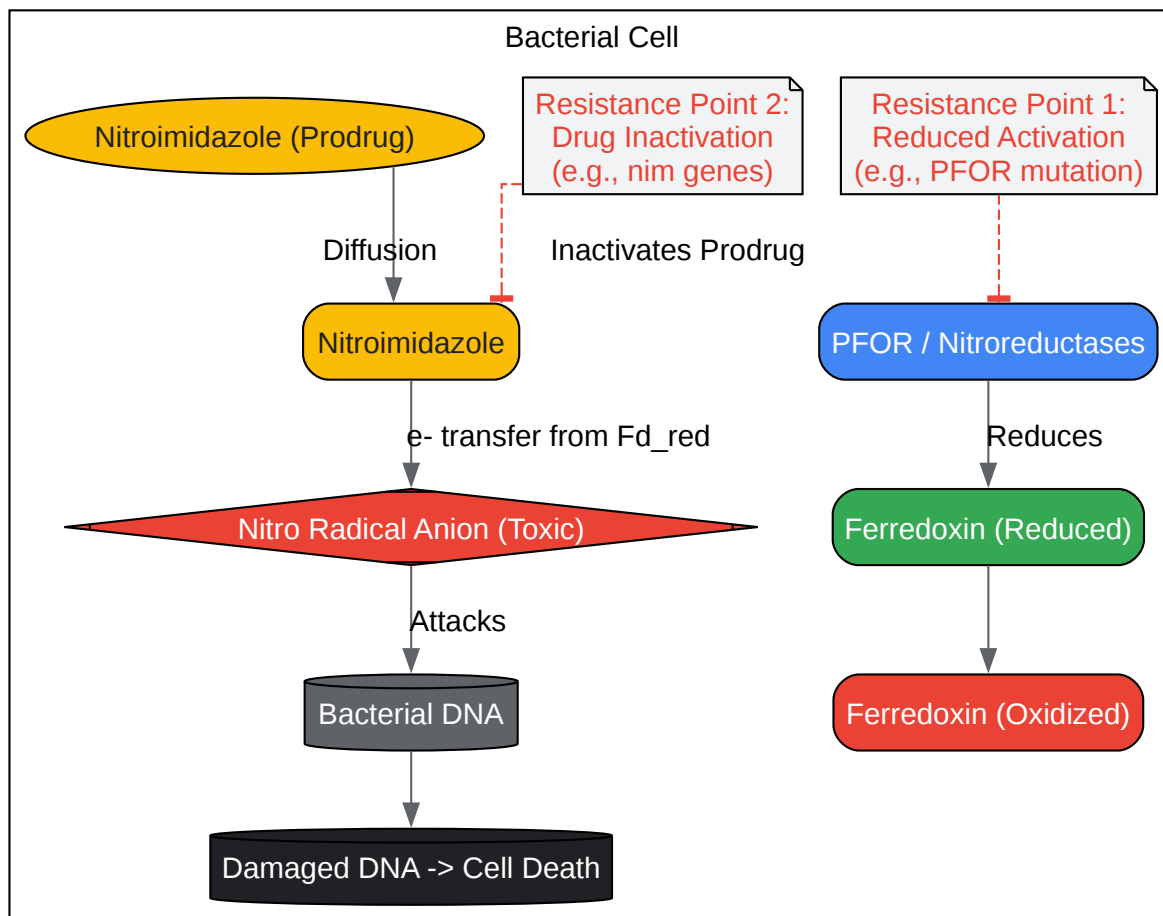 Bacterial Cell
Nitroimidazole (Prodrug)
Resistance Point 2:
Drug Inactivation
(e.g., nim genes)
Resistance Point 1:
Reduced Activation
(e.g., PFOR mutation)
Diffusion
Inactivates Prodrug
Nitroimidazole
PFOR / Nitroreductases
e- transfer from Fd_red
Reduces
Nitro Radical Anion (Toxic)
Ferredoxin (Reduced)
Attacks
Bacterial DNA
Ferredoxin (Oxidized)
Damaged DNA -> Cell Death